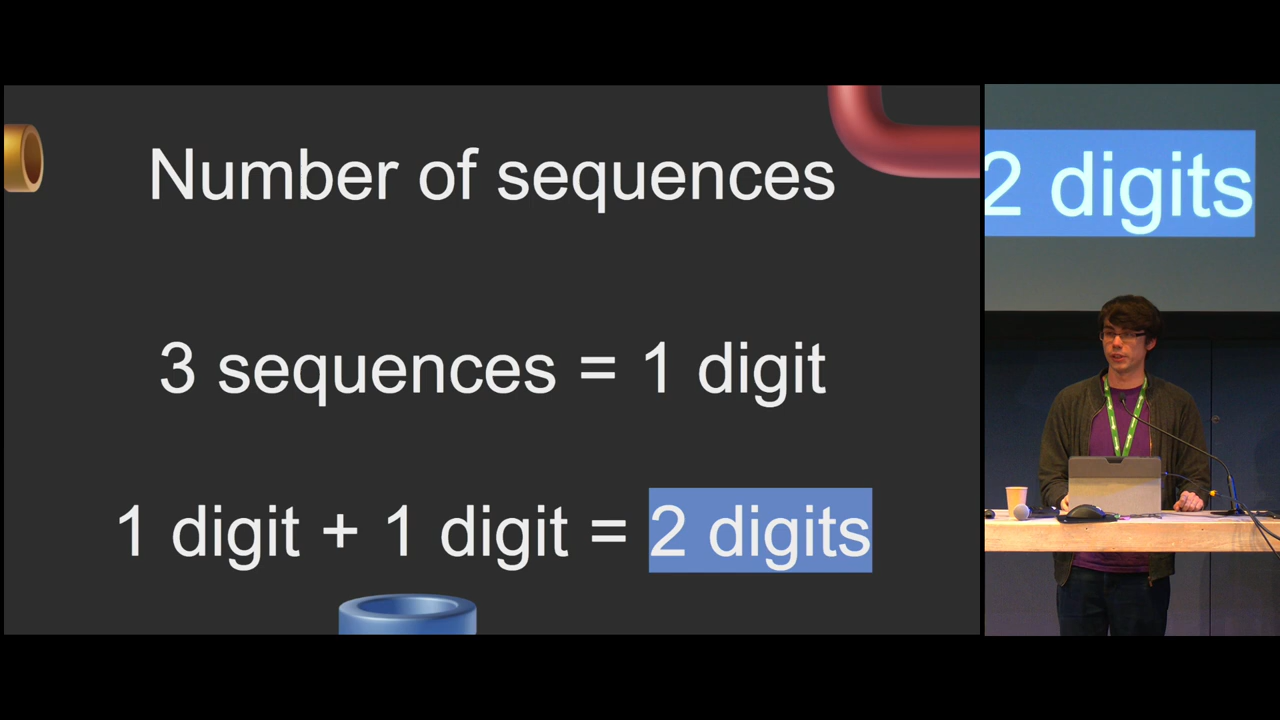 Number of sequences
3 sequences = 1 digit
1 digit + 1 digit = 2 digits
2 digits